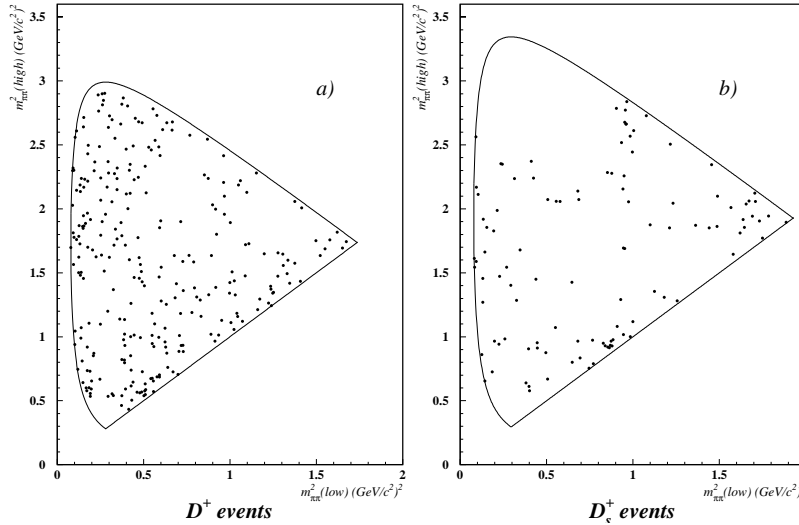 m²ππ(high) (GeV/c²)²
3.5
3
2.5
2
1.5
1
0.5
0
a)
0 0.5 1 1.5 2
m²ππ(low) (GeV/c²)²
D⁺ events
m²ππ(high) (GeV/c²)²
3.5
3
2.5
2
1.5
1
0.5
0
b)
0 0.5 1 1.5
m²ππ(low) (GeV/c²)²
Dₛ⁺ events